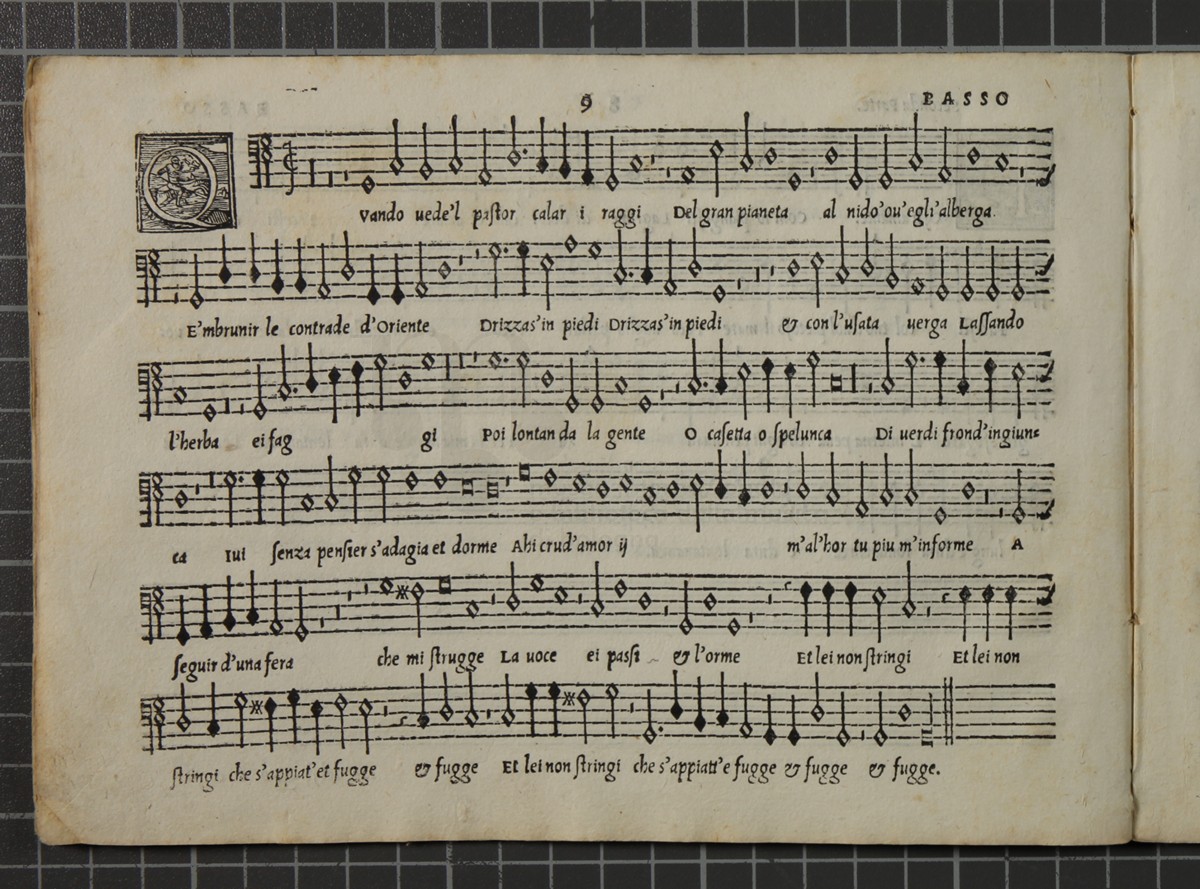 9 BASSO
QVando uede'l pastor calar i raggi Del gran pianeta al nido'ou'egli'alberga.
E'mbrunir le contrade d'Oriente Drizzas'in piedi Drizzas'in piedi & con l'usata uerga Lassando
l'herba ei fag gi Poi lontan da la gente O casetta o spelunca Di uerdi frond'ingiun=
ca Iui senza pensier s'adagia et dorme Ahi crud'amor ij m'al'hor tu piu m'informe A
seguir d'una fera che mi strugge La uoce ei passi & l'orme Et lei non stringi Et lei non
stringi che s'appiat'et fugge & fugge Et lei non stringi che s'appiatt'e fugge & fugge & fugge.